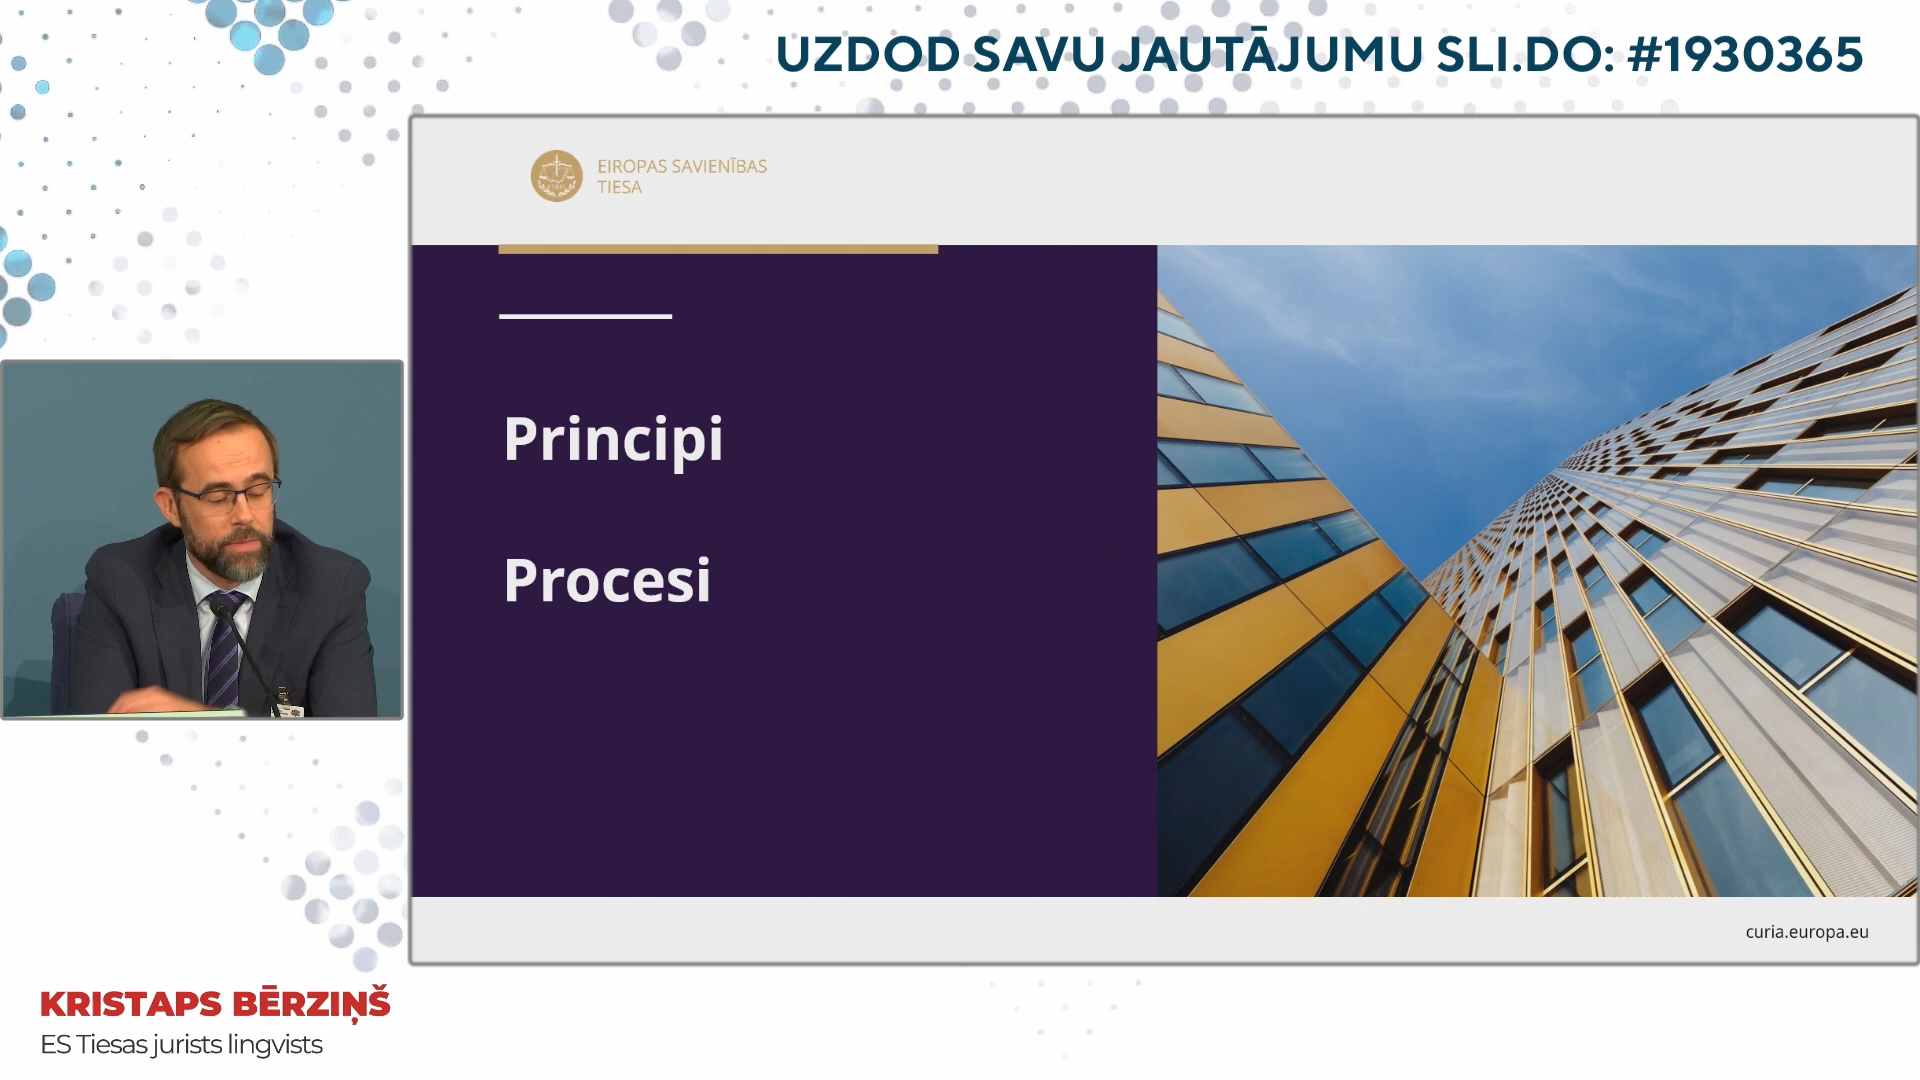 UZDOD SAVU JAUTĀJUMU SLI.DO: #1930365
EIROPAS SAVIENĪBAS
TIESA
Principi
Procesi
curia.europa.eu
KRISTAPS BĒRZIŅŠ
ES Tiesas jurists lingvists